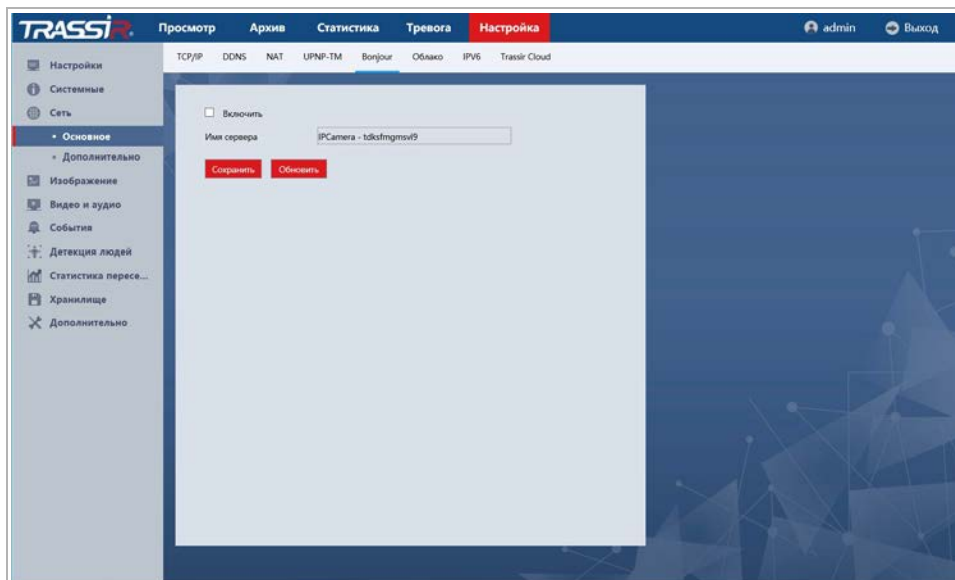 TRASSIR
Просмотр Архив Статистика Тревога Настройка admin Выход
TCP/IP DDNS NAT UPNP-TM Bonjour Облако IPV6 Trassir Cloud
Настройки
Системные
Сеть
Основное
Дополнительно
Изображение
Видео и аудио
События
Детекция людей
Статистика пересе...
Хранилище
Дополнительно
Включить
Имя сервера IPCamera - tdksfmgmsvl9
Сохранить Обновить